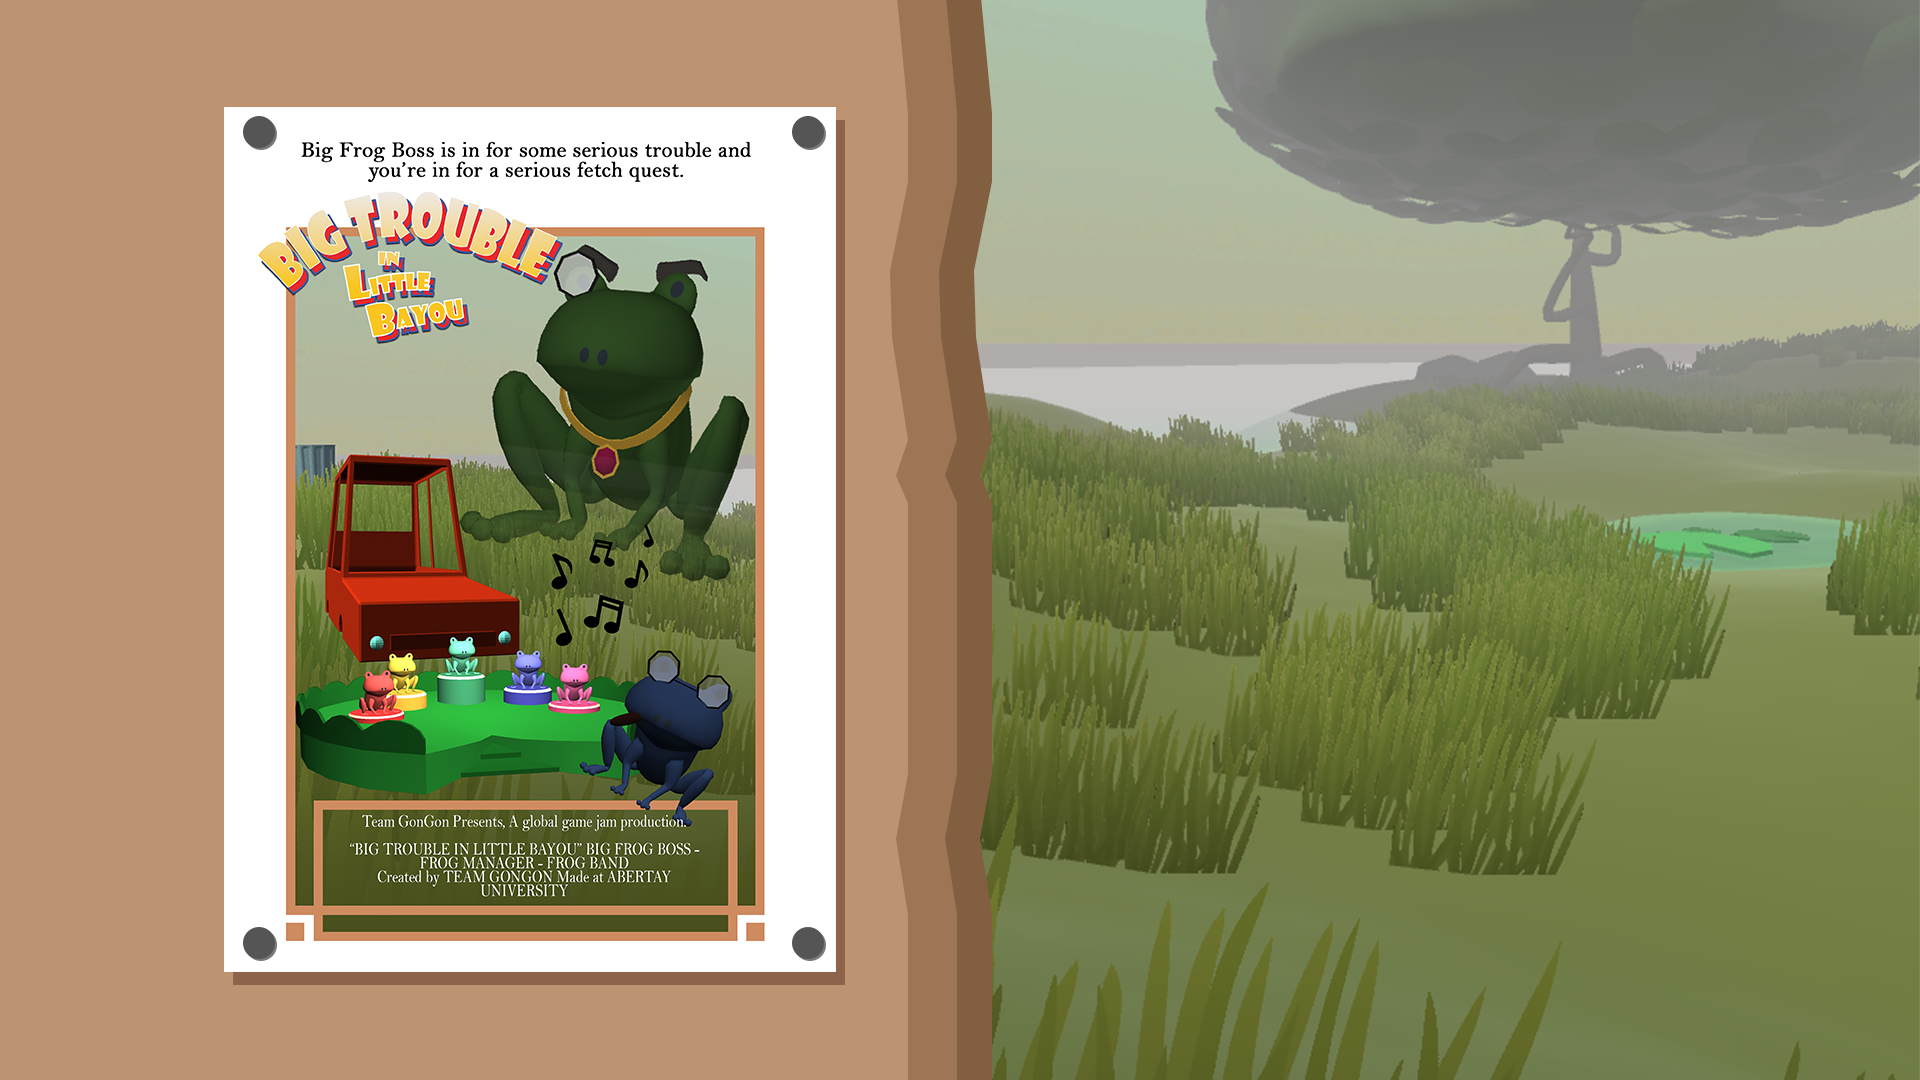 Big Frog Boss is in for some serious trouble and
you're in for a serious fetch quest.
BIG TROUBLE
IN
LITTLE
BAYOU
Team GonGon Presents, A global game jam production.
“BIG TROUBLE IN LITTLE BAYOU” BIG FROG BOSS -
FROG MANAGER - FROG BAND
Created by TEAM GONGON Made at ABERTAY
UNIVERSITY